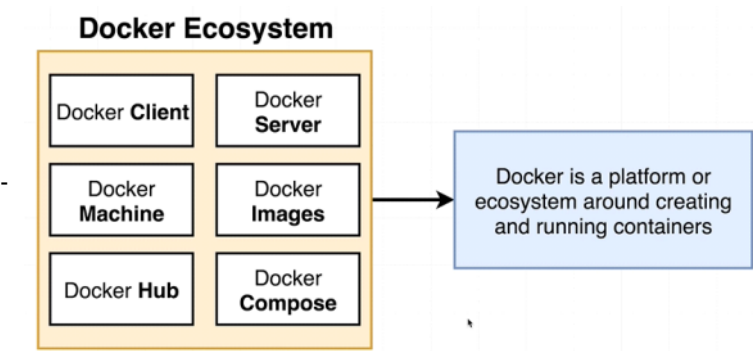 Docker Ecosystem
Docker Client
Docker
Server
Docker
Machine
Docker
Images
Docker Hub
Docker
Compose
Docker is a platform or
ecosystem around creating
and running containers